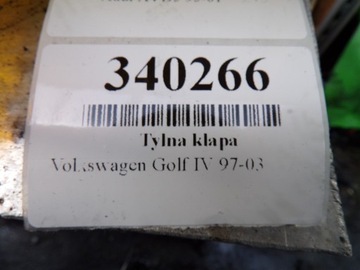 340266
Tylna klapa
Volkswagen Golf IV 97-03